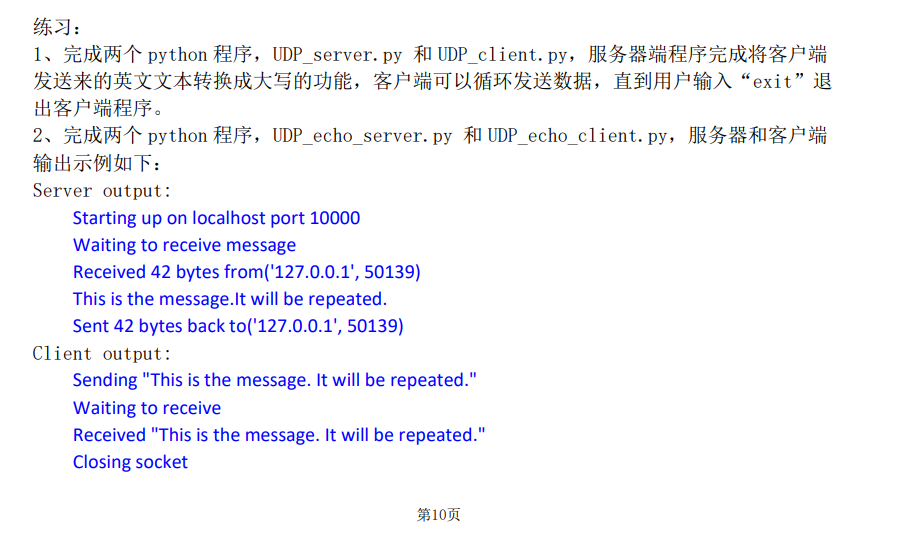 练习：
1、完成两个 python 程序，UDP_server.py 和 UDP_client.py，服务器端程序完成将客户端
发送来的英文文本转换成大写的功能，客户端可以循环发送数据，直到用户输入“exit”退
出客户端程序。
2、完成两个 python 程序，UDP_echo_server.py 和 UDP_echo_client.py，服务器和客户端
输出示例如下：
Server output:
Starting up on localhost port 10000
Waiting to receive message
Received 42 bytes from('127.0.0.1', 50139)
This is the message.It will be repeated.
Sent 42 bytes back to('127.0.0.1', 50139)
Client output:
Sending "This is the message. It will be repeated."
Waiting to receive
Received "This is the message. It will be repeated."
Closing socket
第10页